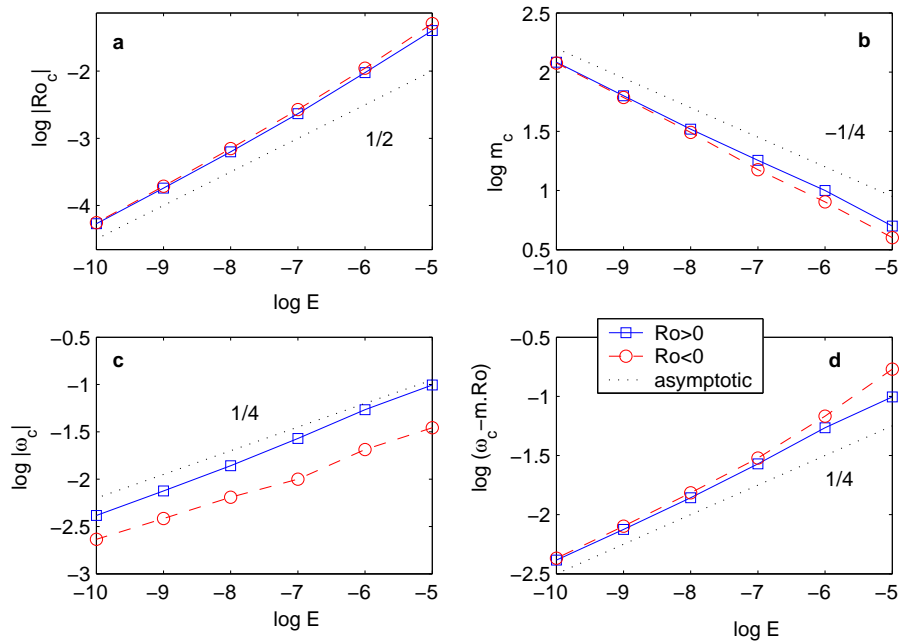 a
−2
−3
−4
log |Ro_c|
1/2
−10 −9 −8 −7 −6 −5
log E
b
2.5
2
1.5
1
0.5
log m_c
−1/4
−10 −9 −8 −7 −6 −5
c
−0.5
−1
−1.5
−2
−2.5
−3
log |ω_c|
1/4
−10 −9 −8 −7 −6 −5
log E
d
−0.5
−1
−1.5
−2
−2.5
log (ω_c−m.Ro)
Ro>0
Ro<0
asymptotic
1/4
−10 −9 −8 −7 −6 −5
log E